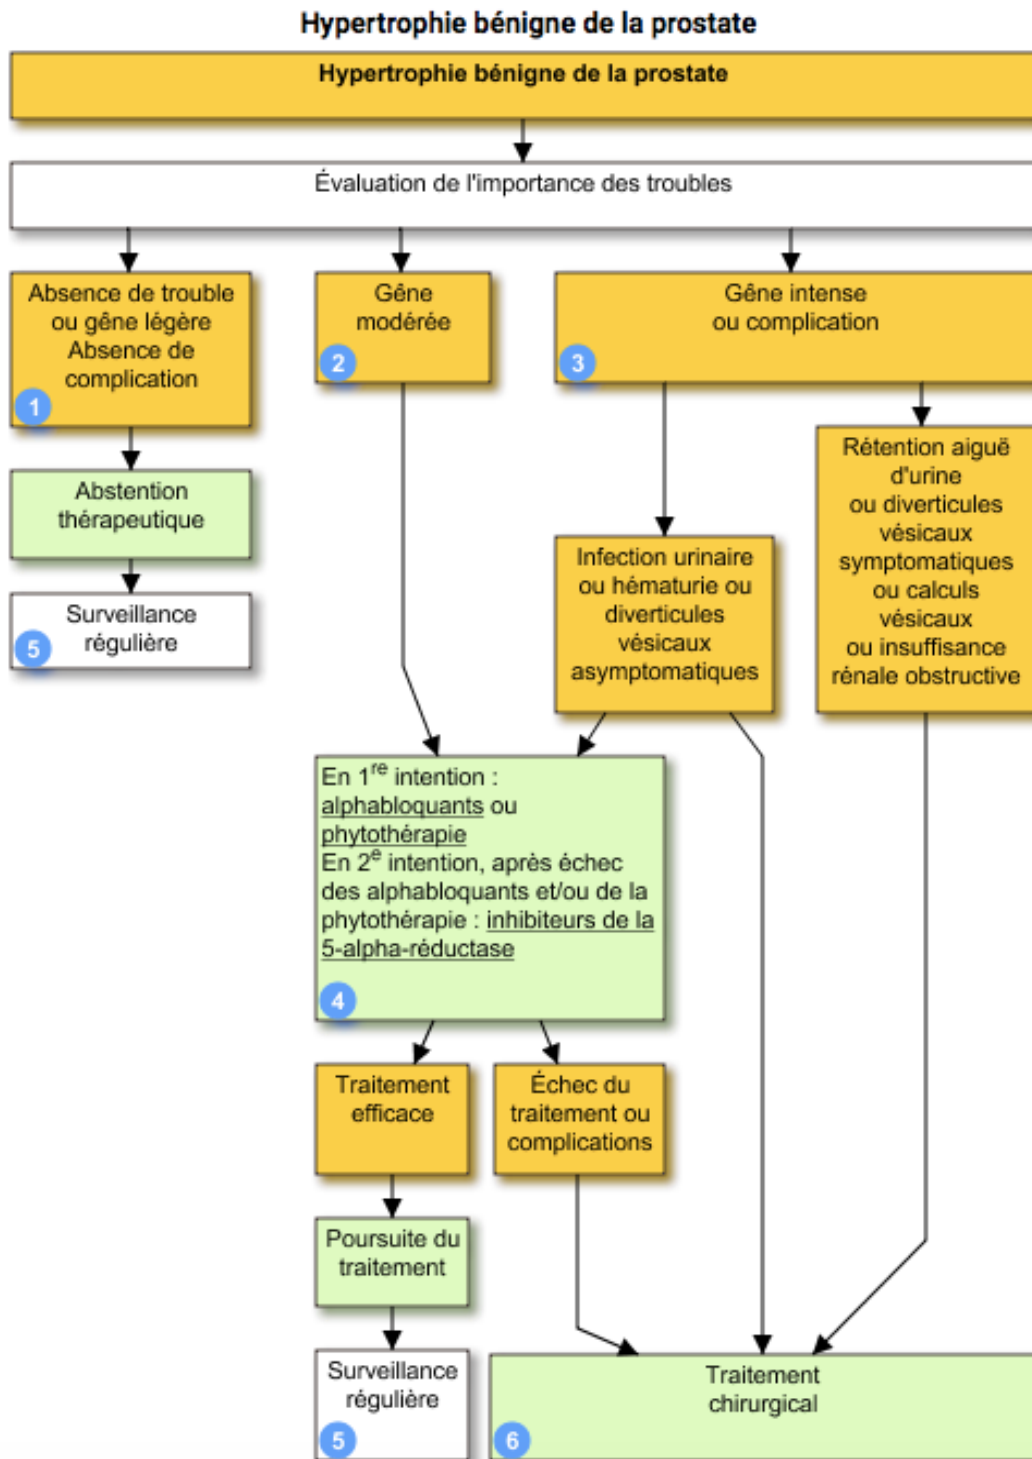 Hypertrophie bénigne de la prostate
Hypertrophie bénigne de la prostate
Évaluation de l'importance des troubles
Absence de trouble
ou gêne légère
Absence de
complication
1
Gêne
modérée
2
Gêne intense
ou complication
3
Abstention
thérapeutique
Surveillance
régulière
5
Infection urinaire
ou hématurie ou
diverticules
vésicaux
asymptomatiques
Rétention aiguë
d'urine
ou diverticules
vésicaux
symptomatiques
ou calculs
vésicaux
ou insuffisance
rénale obstructive
En 1re intention :
alphabloquants ou
phytothérapie
En 2e intention, après échec
des alphabloquants et/ou de la
phytothérapie : inhibiteurs de la
5-alpha-réductase
4
Traitement
efficace
Échec du
traitement ou
complications
Poursuite du
traitement
Surveillance
régulière
5
Traitement
chirurgical
6